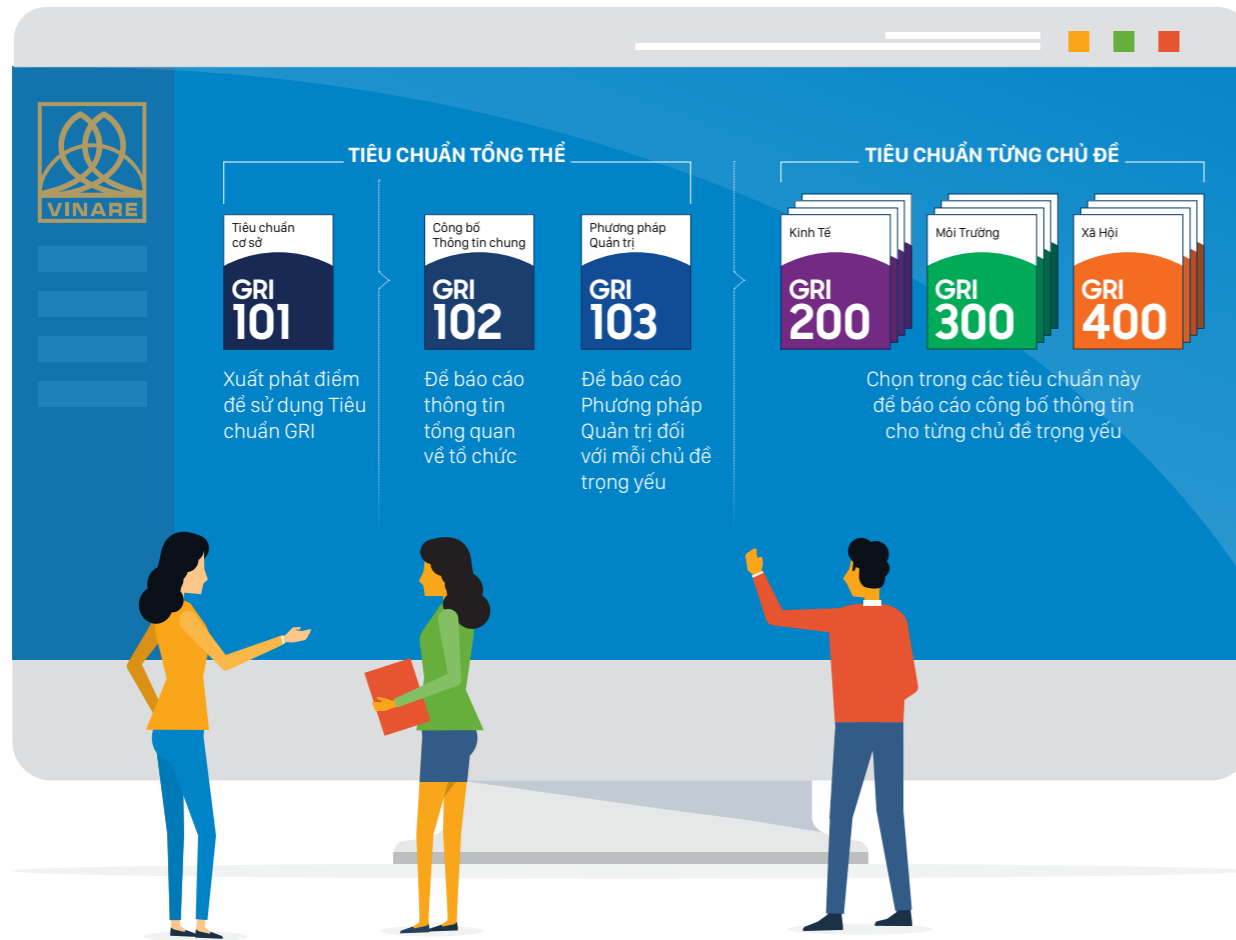 VINARE
TIÊU CHUẨN TỔNG THỂ
Tiêu chuẩn
cơ sở
GRI
101
Xuất phát điểm
để sử dụng Tiêu
chuẩn GRI
Công bố
Thông tin chung
GRI
102
Để báo cáo
thông tin
tổng quan
về tổ chức
Phương pháp
Quản trị
GRI
103
Để báo cáo
Phương pháp
Quản trị đối
với mỗi chủ đề
trọng yếu
TIÊU CHUẨN TỪNG CHỦ ĐỀ
Kinh Tế
GRI
200
Môi Trường
GRI
300
Xã Hội
GRI
400
Chọn trong các tiêu chuẩn này
để báo cáo công bố thông tin
cho từng chủ đề trọng yếu